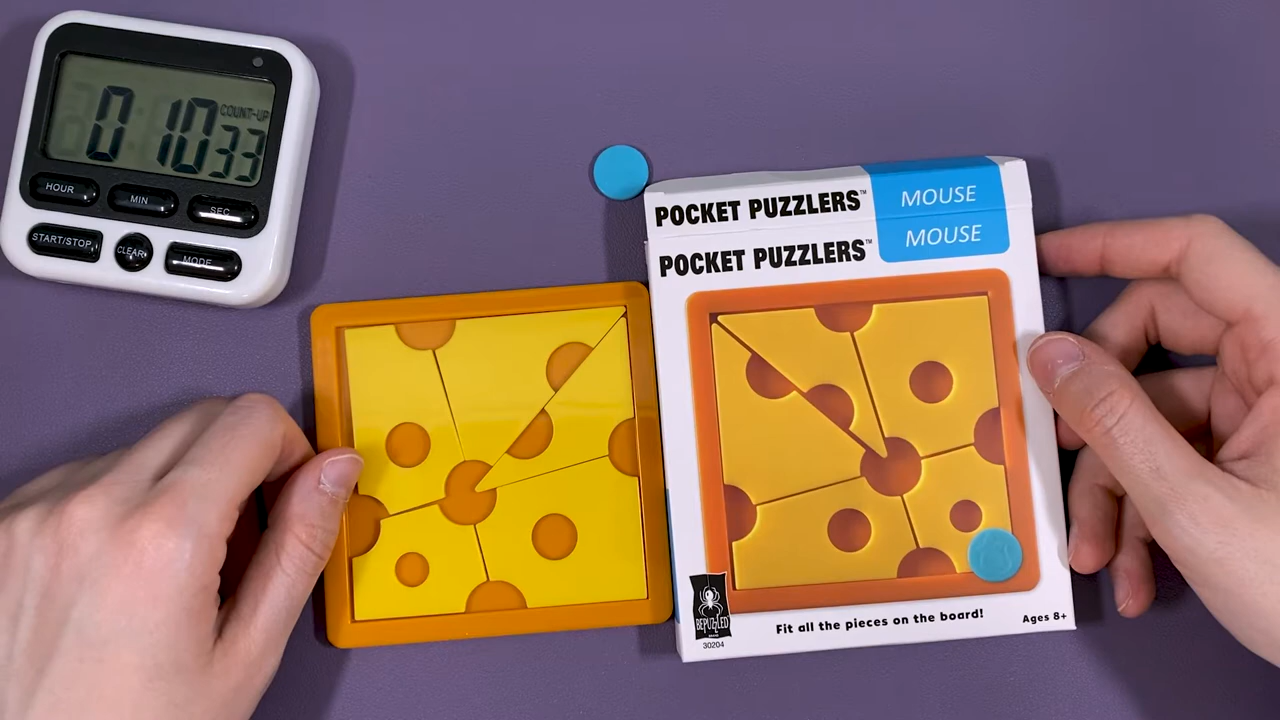 0 10 33
COUNT-UP
HOUR
MIN
SEC
START/STOP
CLEAR
MODE
POCKET PUZZLERS™
MOUSE
POCKET PUZZLERS™
MOUSE
BEPUZZLED
30204
Fit all the pieces on the board!
Ages 8+